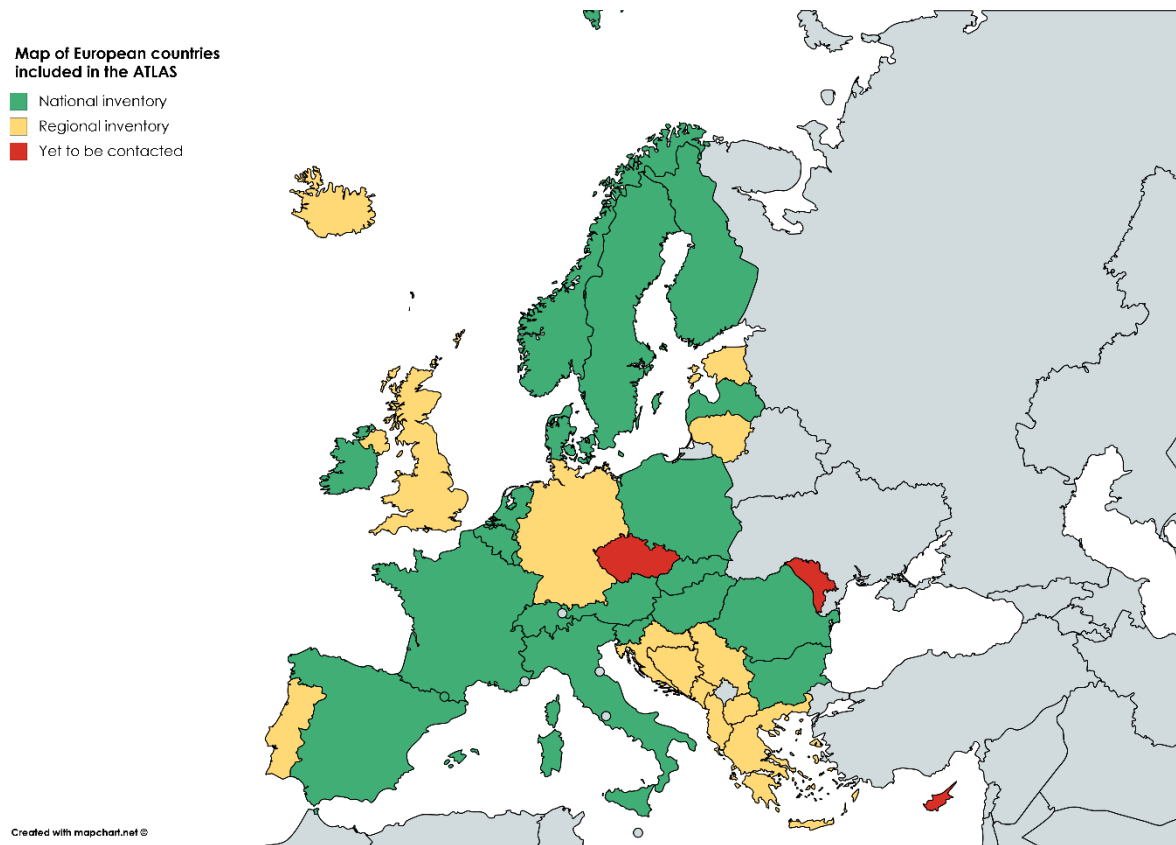 Map of European countries
included in the ATLAS
National inventory
Regional inventory
Yet to be contacted
Created with mapchart.net ©